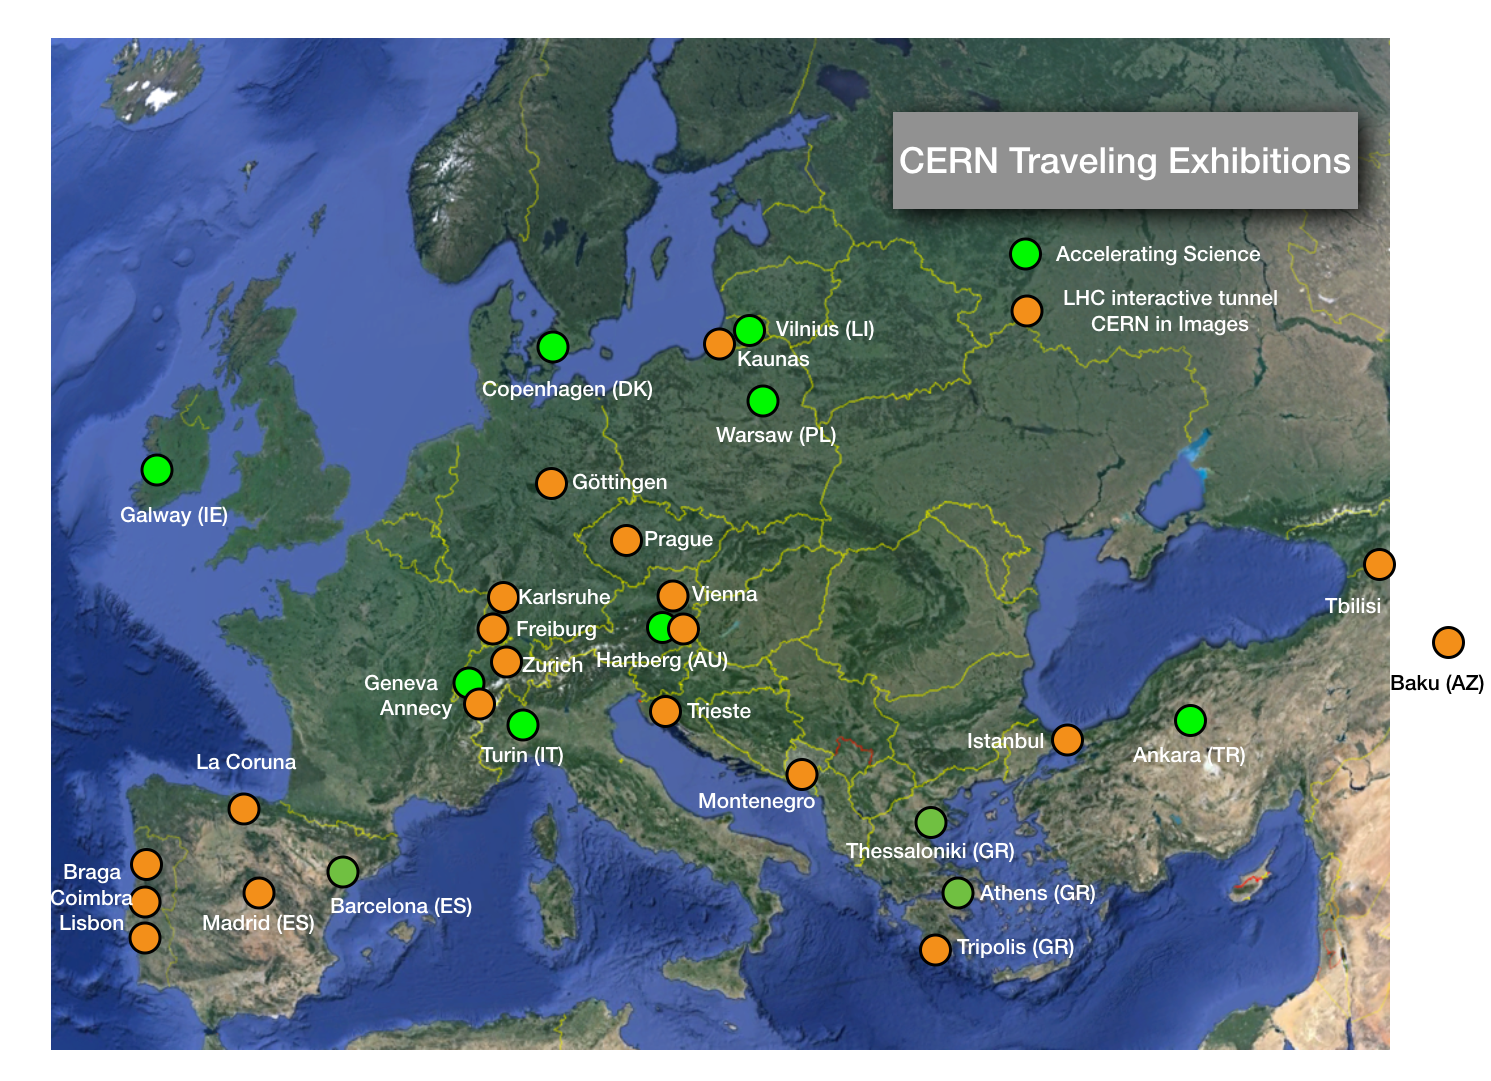 CERN Traveling Exhibitions
Accelerating Science
LHC interactive tunnel
CERN in Images
Vilnius (LI)
Kaunas
Copenhagen (DK)
Warsaw (PL)
Göttingen
Galway (IE)
Prague
Karlsruhe
Vienna
Tbilisi
Freiburg
Hartberg (AU)
Zurich
Geneva
Annecy
Baku (AZ)
Trieste
Istanbul
Ankara (TR)
Turin (IT)
La Coruna
Montenegro
Thessaloniki (GR)
Braga
Coimbra
Lisbon
Madrid (ES)
Barcelona (ES)
Athens (GR)
Tripolis (GR)